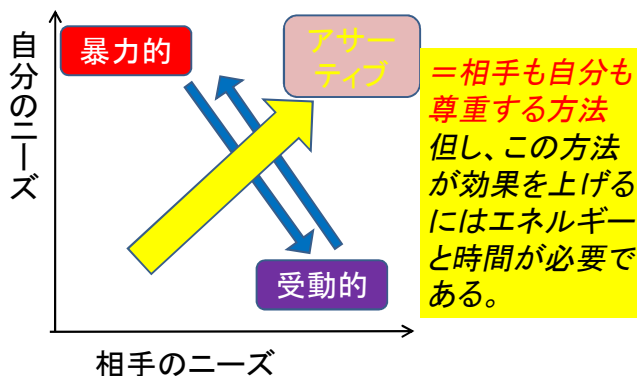 自分のニーズ
暴力的
アサー
ティブ
＝相手も自分も
尊重する方法
但し、この方法
が効果を上げる
にはエネルギー
と時間が必要で
ある。
受動的
相手のニーズ